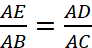 AE/AB = AD/AC